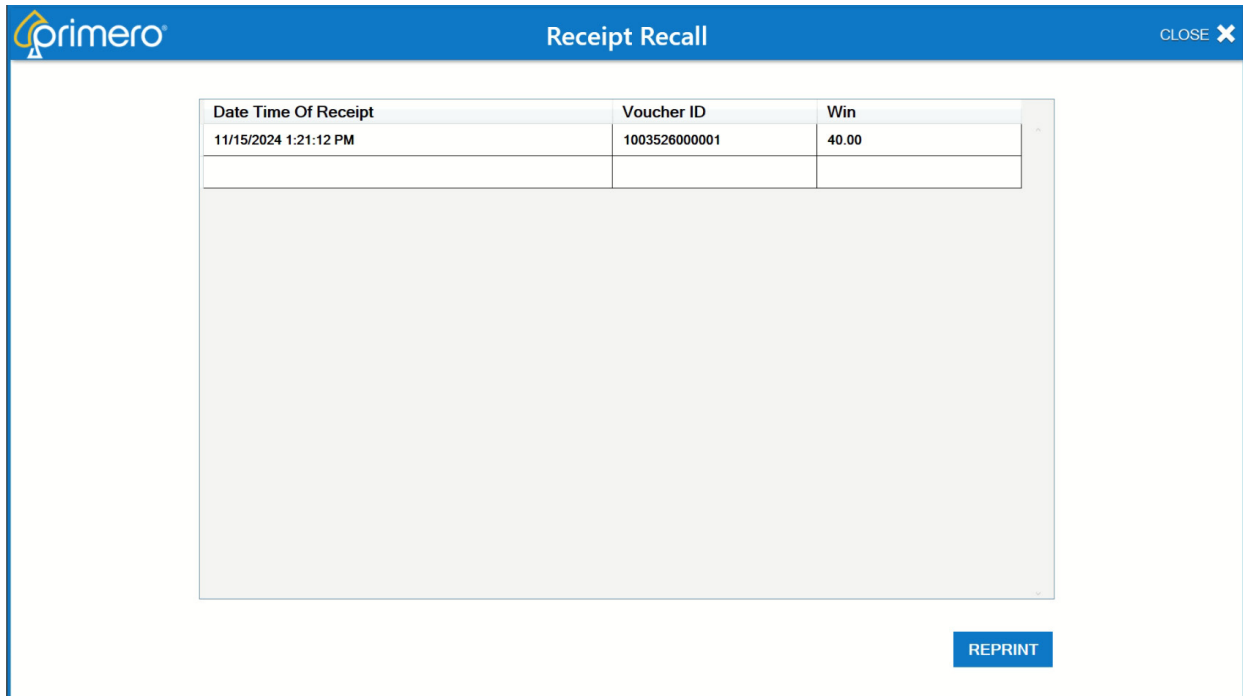 primero®
Receipt Recall
CLOSE
Date Time Of Receipt Voucher ID Win
11/15/2024 1:21:12 PM 1003526000001 40.00
REPRINT